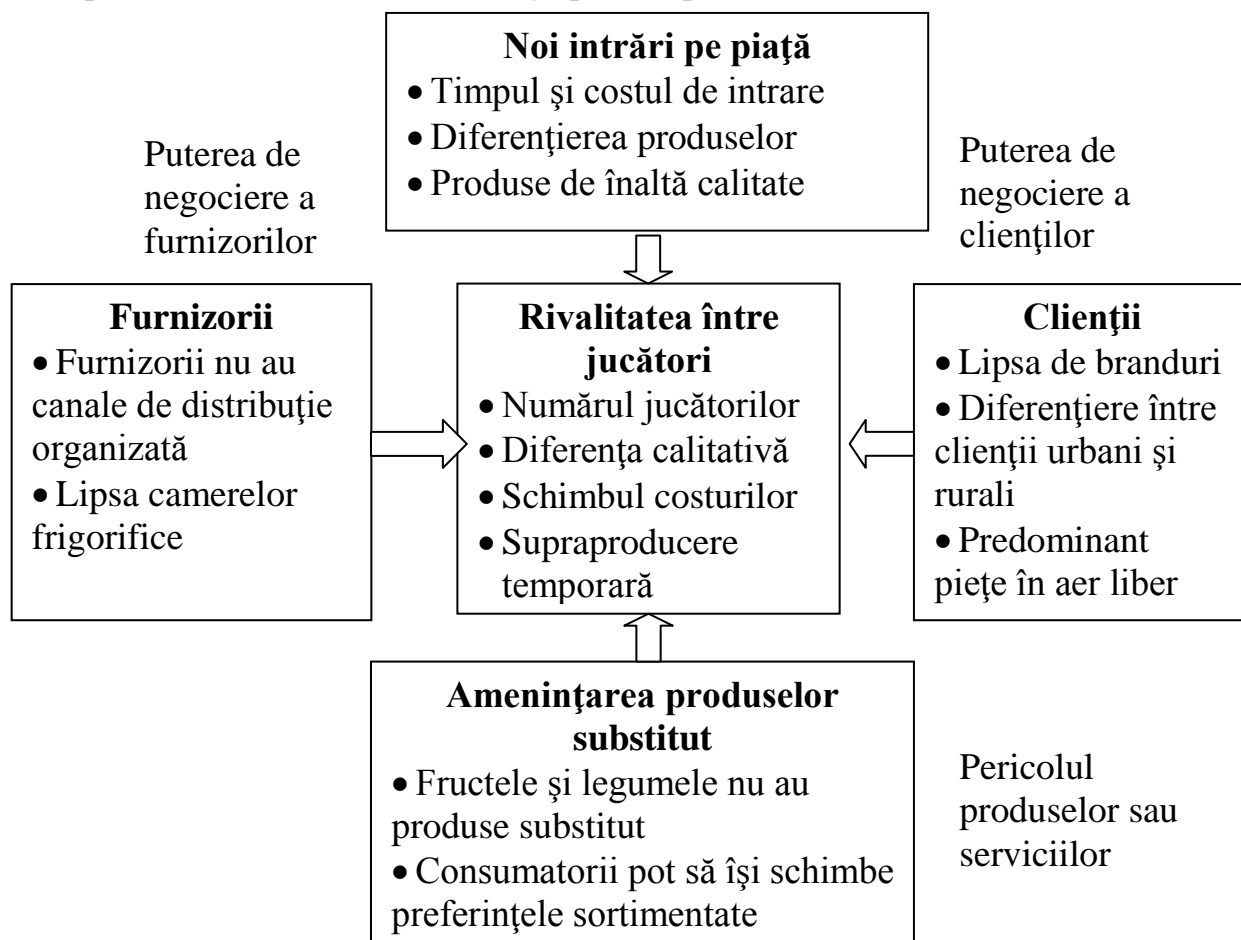 Noi intrări pe piaţă
• Timpul şi costul de intrare
• Diferenţierea produselor
• Produse de înaltă calitate
Puterea de
negociere a
furnizorilor
Puterea de
negociere a
clienţilor
Furnizorii
• Furnizorii nu au
canale de distribuţie
organizată
• Lipsa camerelor
frigorifice
Rivalitatea între
jucători
• Numărul jucătorilor
• Diferenţa calitativă
• Schimbul costurilor
• Supraproducere
temporară
Clienţii
• Lipsa de branduri
• Diferenţiere între
clienţii urbani şi
rurali
• Predominant
pieţe în aer liber
Ameninţarea produselor
substitut
• Fructele şi legumele nu au
produse substitut
• Consumatorii pot să îşi schimbe
preferinţele sortimentate
Pericolul
produselor sau
serviciilor